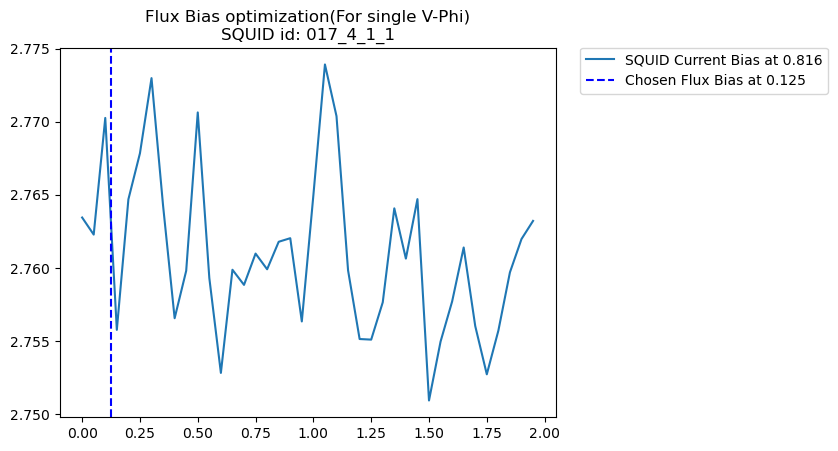 Flux Bias optimization(For single V-Phi)
SQUID id: 017_4_1_1
SQUID Current Bias at 0.816
Chosen Flux Bias at 0.125
2.775
2.770
2.765
2.760
2.755
2.750
0.00 0.25 0.50 0.75 1.00 1.25 1.50 1.75 2.00